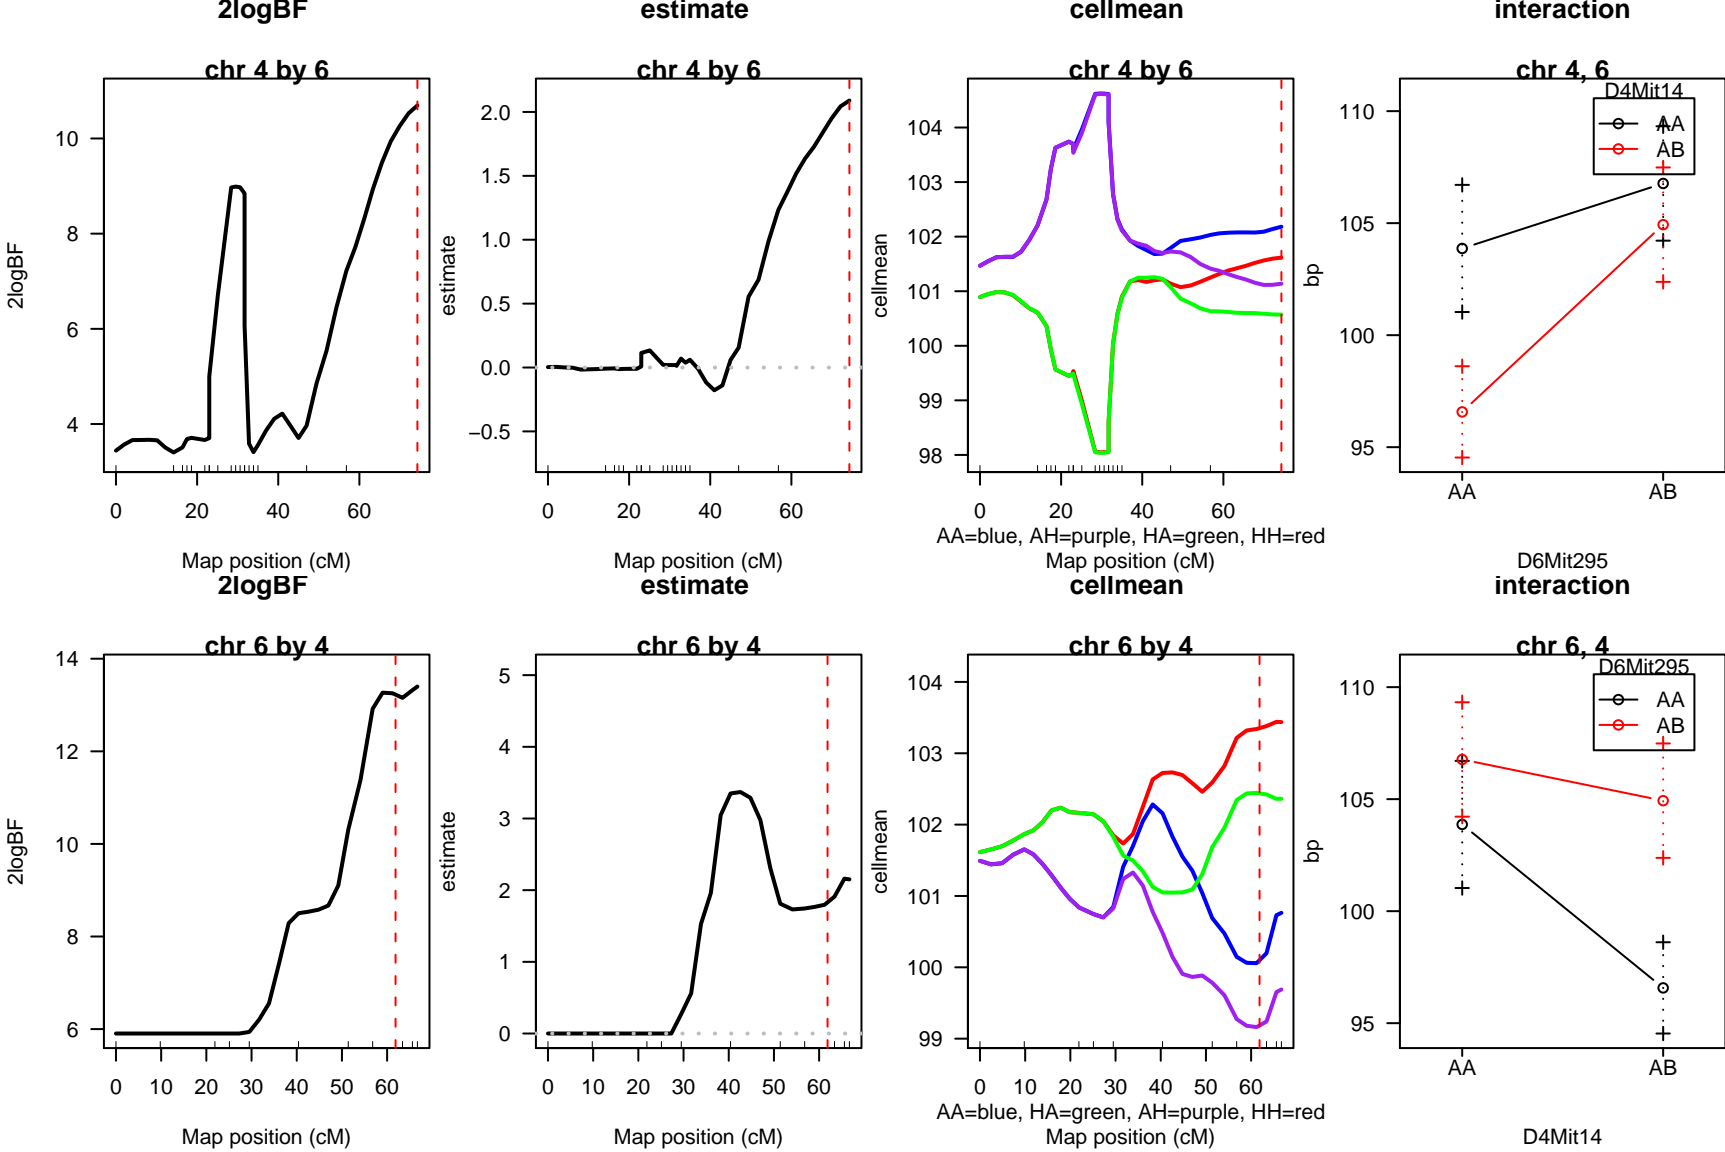 2logBF
chr 4 by 6
2logBF
10
8
6
4
0 20 40 60
Map position (cM)
estimate
chr 4 by 6
estimate
2.0
1.5
1.0
0.5
0.0
−0.5
0 20 40 60
Map position (cM)
cellmean
chr 4 by 6
cellmean
104
103
102
101
100
99
98
0 20 40 60
AA=blue, AH=purple, HA=green, HH=red
Map position (cM)
interaction
chr 4, 6
bp
D4Mit14
AA
AB
110
105
100
95
AA AB
D6Mit295
2logBF
chr 6 by 4
2logBF
14
12
10
8
6
0 10 20 30 40 50 60
Map position (cM)
estimate
chr 6 by 4
estimate
5
4
3
2
1
0
0 10 20 30 40 50 60
Map position (cM)
cellmean
chr 6 by 4
cellmean
104
103
102
101
100
99
0 10 20 30 40 50 60
AA=blue, HA=green, AH=purple, HH=red
Map position (cM)
interaction
chr 6, 4
bp
D6Mit295
AA
AB
110
105
100
95
AA AB
D4Mit14